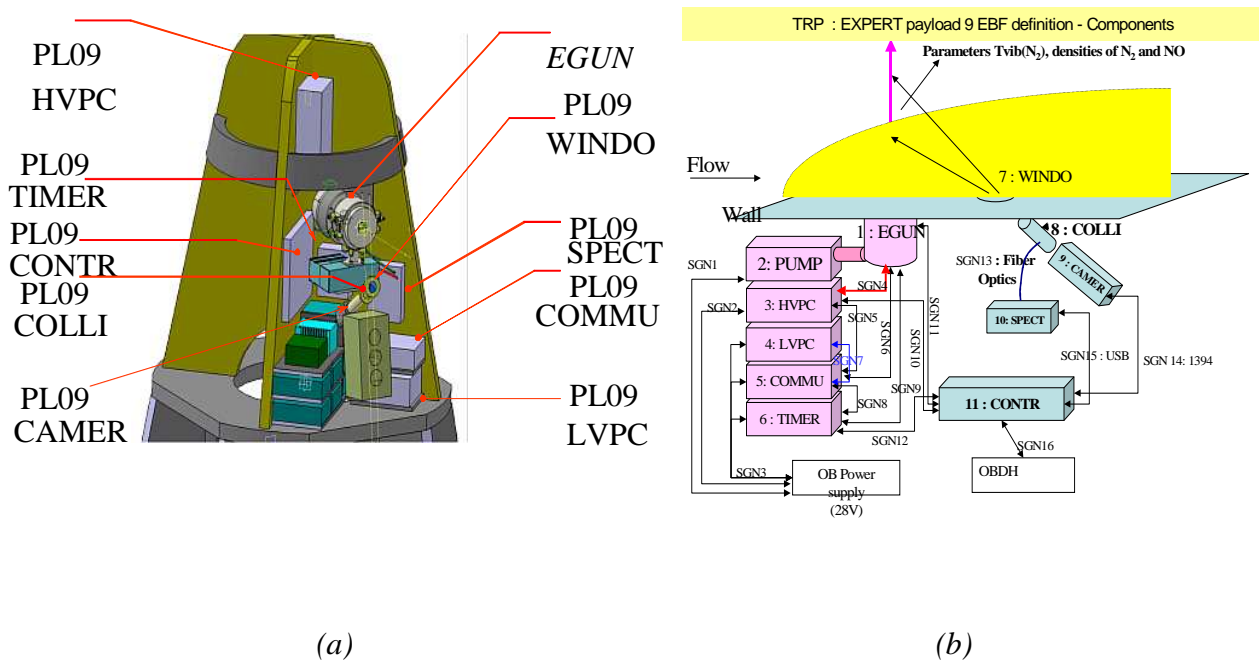 PL09
HVPC
PL09
TIMER
PL09
CONTR
PL09
COLLI
PL09
CAMER
EGUN
PL09
WINDO
PL09
SPECT
PL09
COMMU
PL09
LVPC
(a)
TRP : EXPERT payload 9 EBF definition - Components
Parameters Tvib(N2), densities of N2 and NO
Flow
7 : WINDO
Wall
1 : EGUN
18 : COLLI
9 : CAMER
SGN13 : Fiber
Optics
SGN1
2: PUMP
SGN4
SGN2
3 : HVPC
SGN5
SGN11
10: SPECT
4 : LVPC
SGN6
SGN10
SGN7
SGN15 : USB
SGN 14: 1394
5 : COMMU
SGN9
SGN8
11 : CONTR
6 : TIMER
SGN12
SGN16
SGN3
OB Power
supply
(28V)
OBDH
(b)